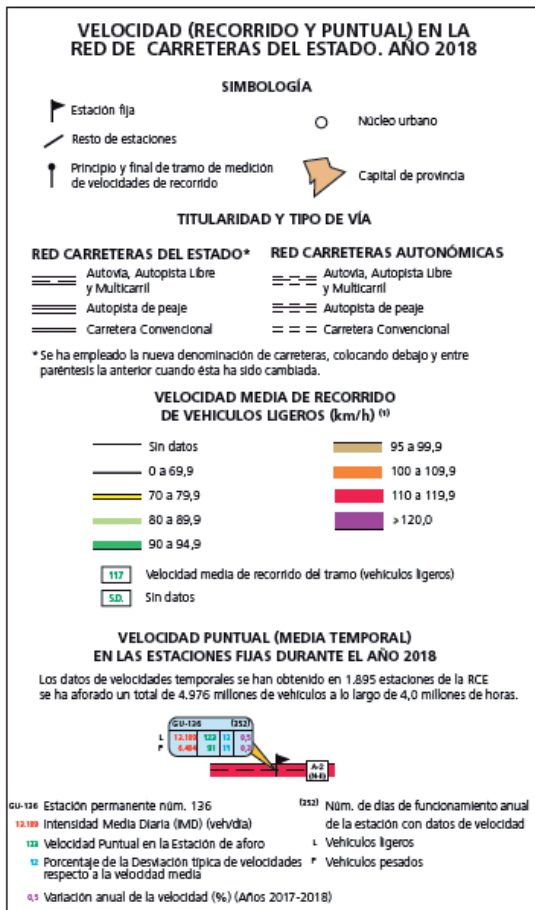 VELOCIDAD (RECORRIDO Y PUNTUAL) EN LA
RED DE CARRETERAS DEL ESTADO. AÑO 2018
SIMBOLOGÍA
Estación fija
Resto de estaciones
Principio y final de tramo de medición
de velocidades de recorrido
Núcleo urbano
Capital de provincia
TITULARIDAD Y TIPO DE VÍA
RED CARRETERAS DEL ESTADO*
Autovía, Autopista Libre
y Multicarril
Autopista de peaje
Carretera Convencional
RED CARRETERAS AUTONÓMICAS
Autovía, Autopista Libre
y Multicarril
Autopista de peaje
Carretera Convencional
* Se ha empleado la nueva denominación de carreteras, colocando debajo y entre
paréntesis la anterior cuando ésta ha sido cambiada.
VELOCIDAD MEDIA DE RECORRIDO
DE VEHICULOS LIGEROS (km/h) (1)
Sin datos
0 a 69,9
70 a 79,9
80 a 89,9
90 a 94,9
95 a 99,9
100 a 109,9
110 a 119,9
>120,0
117 Velocidad media de recorrido del tramo (vehículos ligeros)
S.D. Sin datos
VELOCIDAD PUNTUAL (MEDIA TEMPORAL)
EN LAS ESTACIONES FIJAS DURANTE EL AÑO 2018
Los datos de velocidades temporales se han obtenido en 1.895 estaciones de la RCE
se ha aforado un total de 4.976 millones de vehículos a lo largo de 4,0 millones de horas.
GU-136 (352)
L 13.189 123 12 0,5
P 6.404 91 11 0,2
A-2
(N-II)
GU-136 Estación permanente núm. 136
13.189 Intensidad Media Diaria (IMD) (veh/día)
123 Velocidad Puntual en la Estación de aforo
12 Porcentaje de la Desviación típica de velocidades
respecto a la velocidad media
0,5 Variación anual de la velocidad (%) (Años 2017-2018)
(352) Núm. de días de funcionamiento anual
de la estación con datos de velocidad
L Vehículos ligeros
P Vehículos pesados